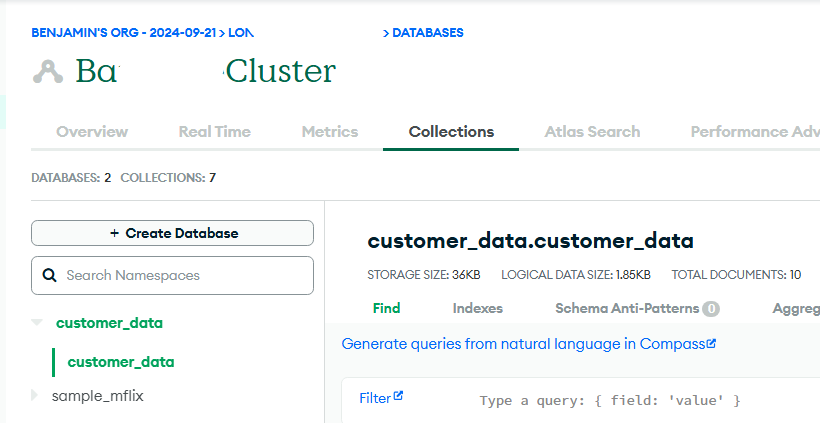 BENJAMIN'S ORG - 2024-09-21 > LON > DATABASES
Ba Cluster
Overview Real Time Metrics Collections Atlas Search Performance Adv
DATABASES: 2 COLLECTIONS: 7
+ Create Database
Search Namespaces
customer_data
customer_data
sample_mflix
customer_data.customer_data
STORAGE SIZE: 36KB LOGICAL DATA SIZE: 1.85KB TOTAL DOCUMENTS: 10
Find Indexes Schema Anti-Patterns 0 Aggreg
Generate queries from natural language in Compass
Filter Type a query: { field: 'value' }